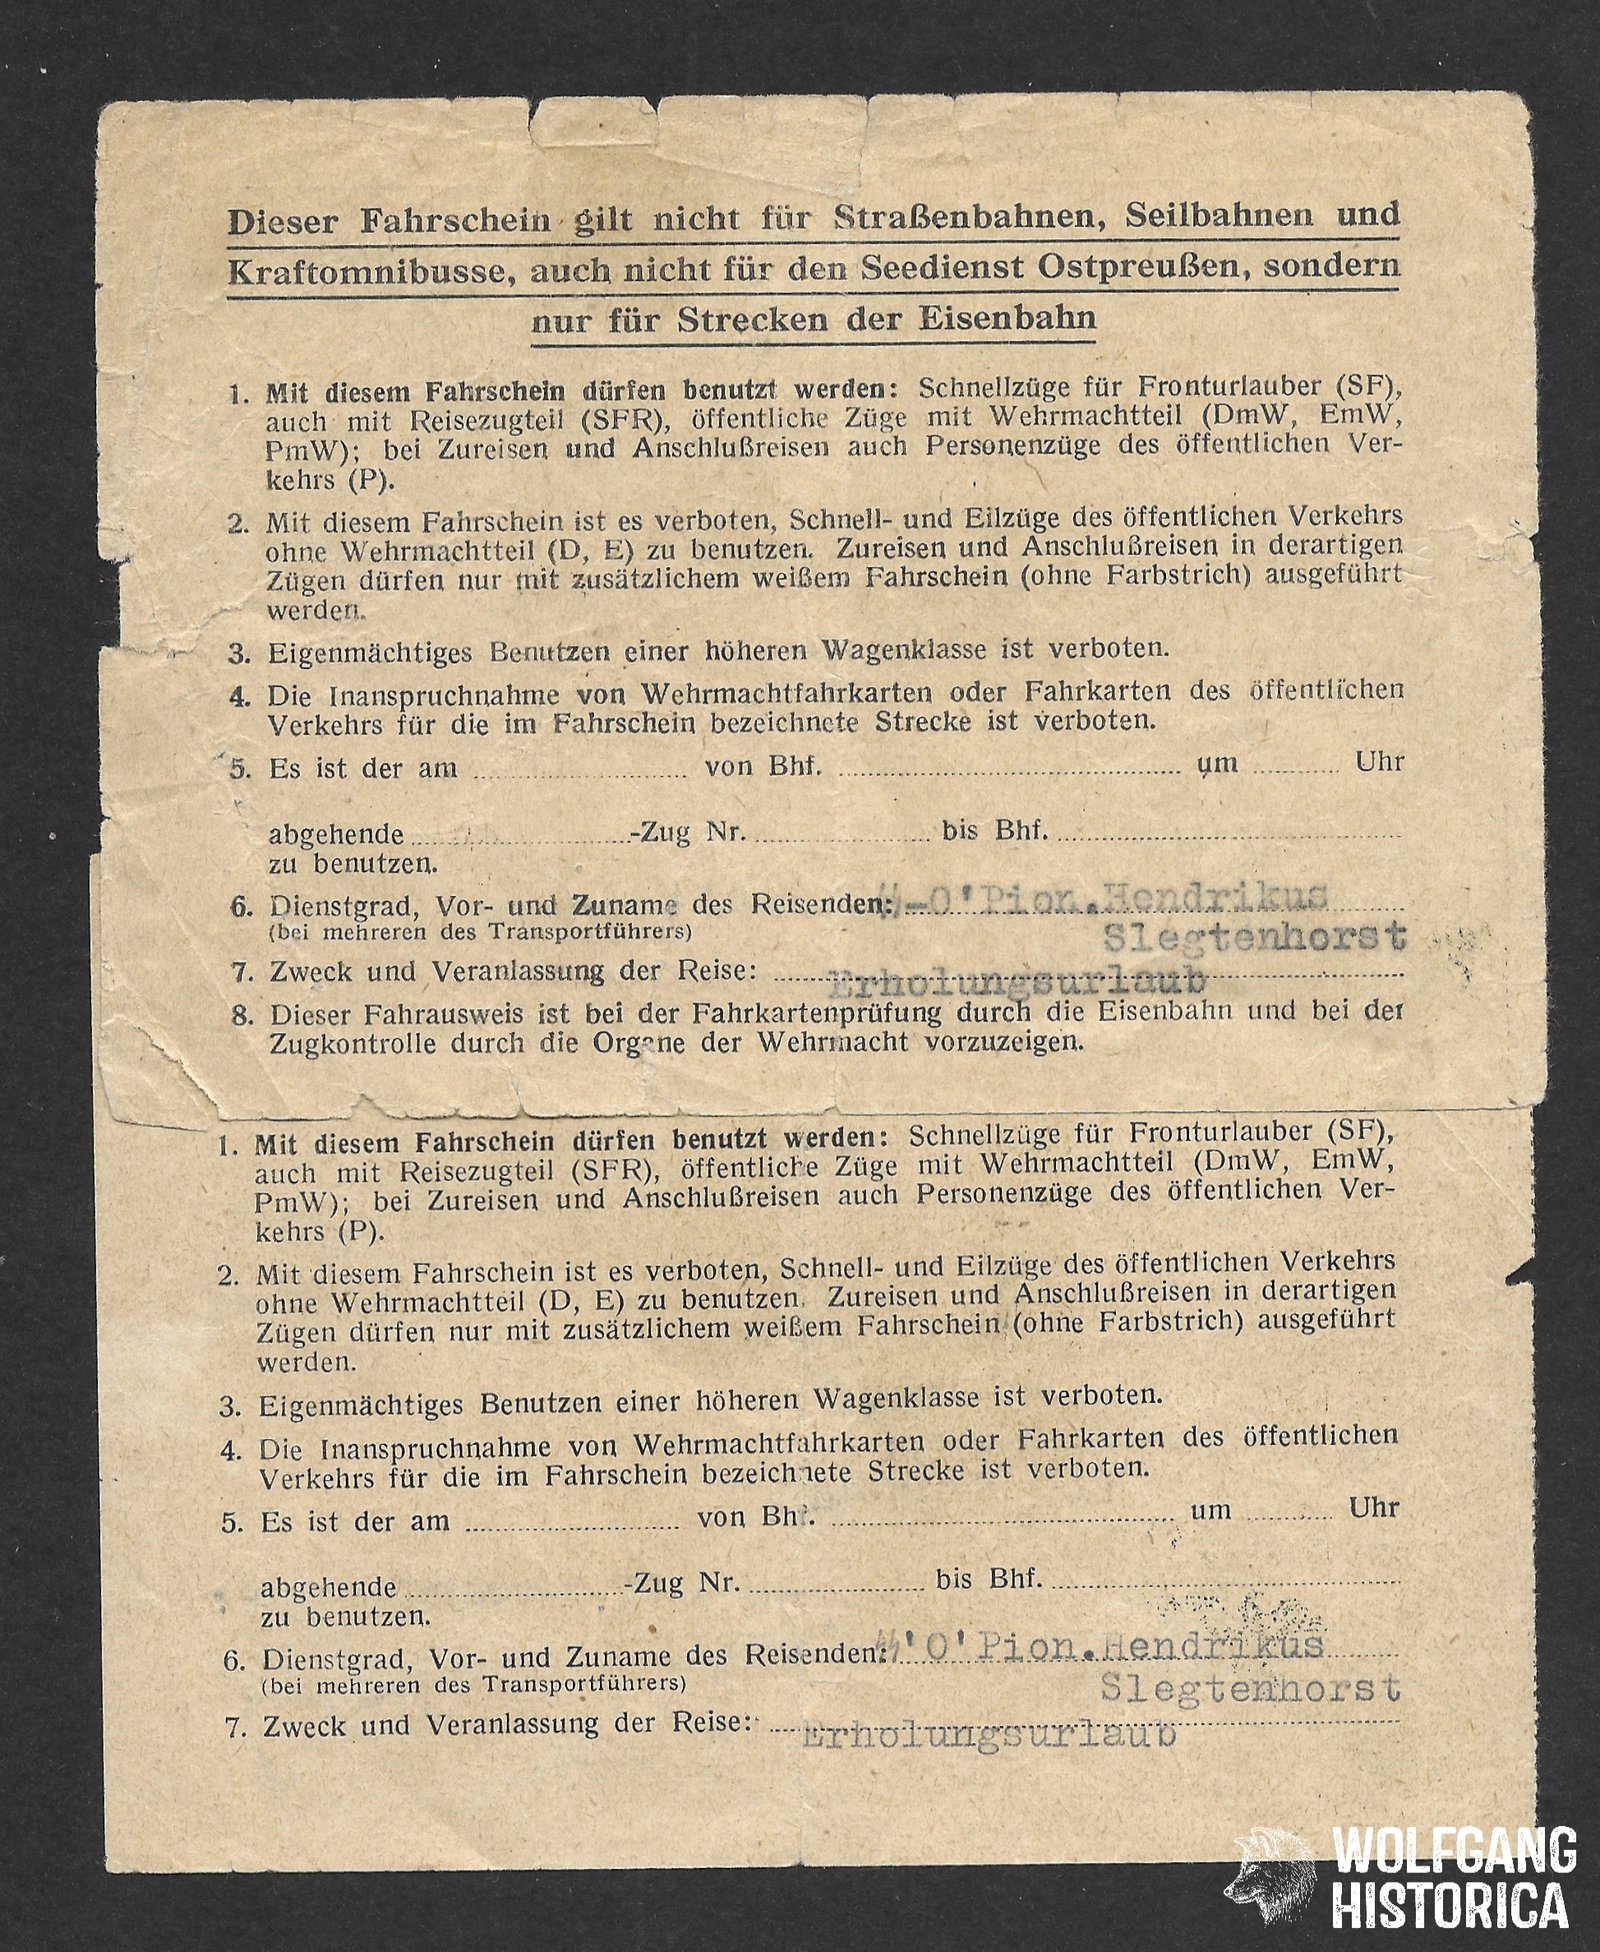 Dieser Fahrschein gilt nicht für Straßenbahnen, Seilbahnen und
Kraftomnibusse, auch nicht für den Seedienst Ostpreußen, sondern
nur für Strecken der Eisenbahn
1. Mit diesem Fahrschein dürfen benutzt werden: Schnellzüge für Fronturlauber (SF),
auch mit Reisezugteil (SFR), öffentliche Züge mit Wehrmachtteil (DmW, EmW,
PmW); bei Zureisen und Anschlußreisen auch Personenzüge des öffentlichen Ver-
kehrs (P).
2. Mit diesem Fahrschein ist es verboten, Schnell- und Eilzüge des öffentlichen Verkehrs
ohne Wehrmachtteil (D, E) zu benutzen. Zureisen und Anschlußreisen in derartigen
Zügen dürfen nur mit zusätzlichem weißem Fahrschein (ohne Farbstrich) ausgeführt
werden.
3. Eigenmächtiges Benutzen einer höheren Wagenklasse ist verboten.
4. Die Inanspruchnahme von Wehrmachtfahrkarten oder Fahrkarten des öffentlichen
Verkehrs für die im Fahrschein bezeichnete Strecke ist verboten.
5. Es ist der am ........ von Bhf. ........ um ........ Uhr
abgehende ........ -Zug Nr. ........ bis Bhf. ........
zu benutzen.
6. Dienstgrad, Vor- und Zuname des Reisenden: ᛋᛋ-O'Pion.Hendrikus
(bei mehreren des Transportführers) Slegtenhorst
7. Zweck und Veranlassung der Reise: Erholungsurlaub
8. Dieser Fahrausweis ist bei der Fahrkartenprüfung durch die Eisenbahn und bei der
Zugkontrolle durch die Organe der Wehrmacht vorzuzeigen.
1. Mit diesem Fahrschein dürfen benutzt werden: Schnellzüge für Fronturlauber (SF),
auch mit Reisezugteil (SFR), öffentliche Züge mit Wehrmachtteil (DmW, EmW,
PmW); bei Zureisen und Anschlußreisen auch Personenzüge des öffentlichen Ver-
kehrs (P).
2. Mit diesem Fahrschein ist es verboten, Schnell- und Eilzüge des öffentlichen Verkehrs
ohne Wehrmachtteil (D, E) zu benutzen. Zureisen und Anschlußreisen in derartigen
Zügen dürfen nur mit zusätzlichem weißem Fahrschein (ohne Farbstrich) ausgeführt
werden.
3. Eigenmächtiges Benutzen einer höheren Wagenklasse ist verboten.
4. Die Inanspruchnahme von Wehrmachtfahrkarten oder Fahrkarten des öffentlichen
Verkehrs für die im Fahrschein bezeichnete Strecke ist verboten.
5. Es ist der am ........ von Bhf. ........ um ........ Uhr
abgehende ........ -Zug Nr. ........ bis Bhf. ........
zu benutzen.
6. Dienstgrad, Vor- und Zuname des Reisenden: ᛋᛋ'O'Pion.Hendrikus
(bei mehreren des Transportführers) Slegtenhorst
7. Zweck und Veranlassung der Reise: Erholungsurlaub
WOLFGANG
HISTORICA